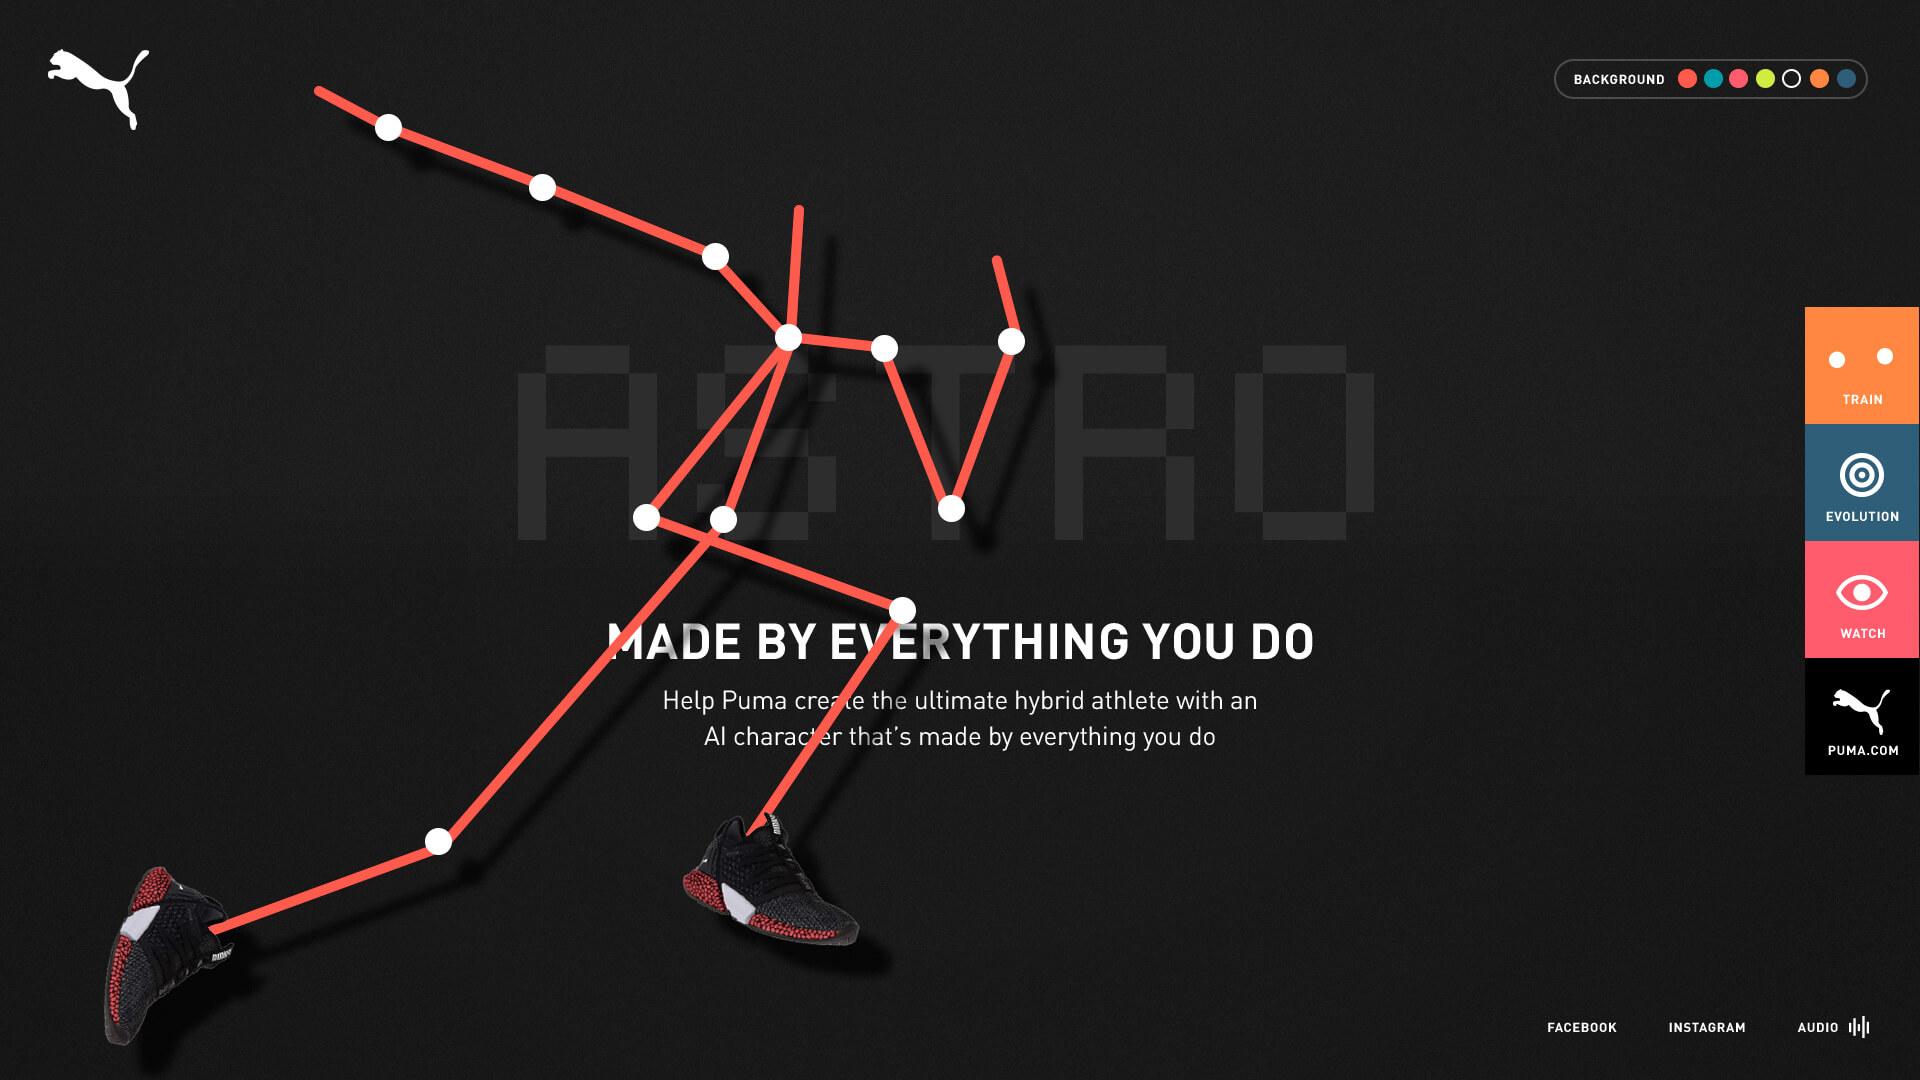 BACKGROUND
ASTRO
MADE BY EVERYTHING YOU DO
Help Puma create the ultimate hybrid athlete with an
AI character that's made by everything you do
TRAIN
EVOLUTION
WATCH
PUMA.COM
FACEBOOK
INSTAGRAM
AUDIO